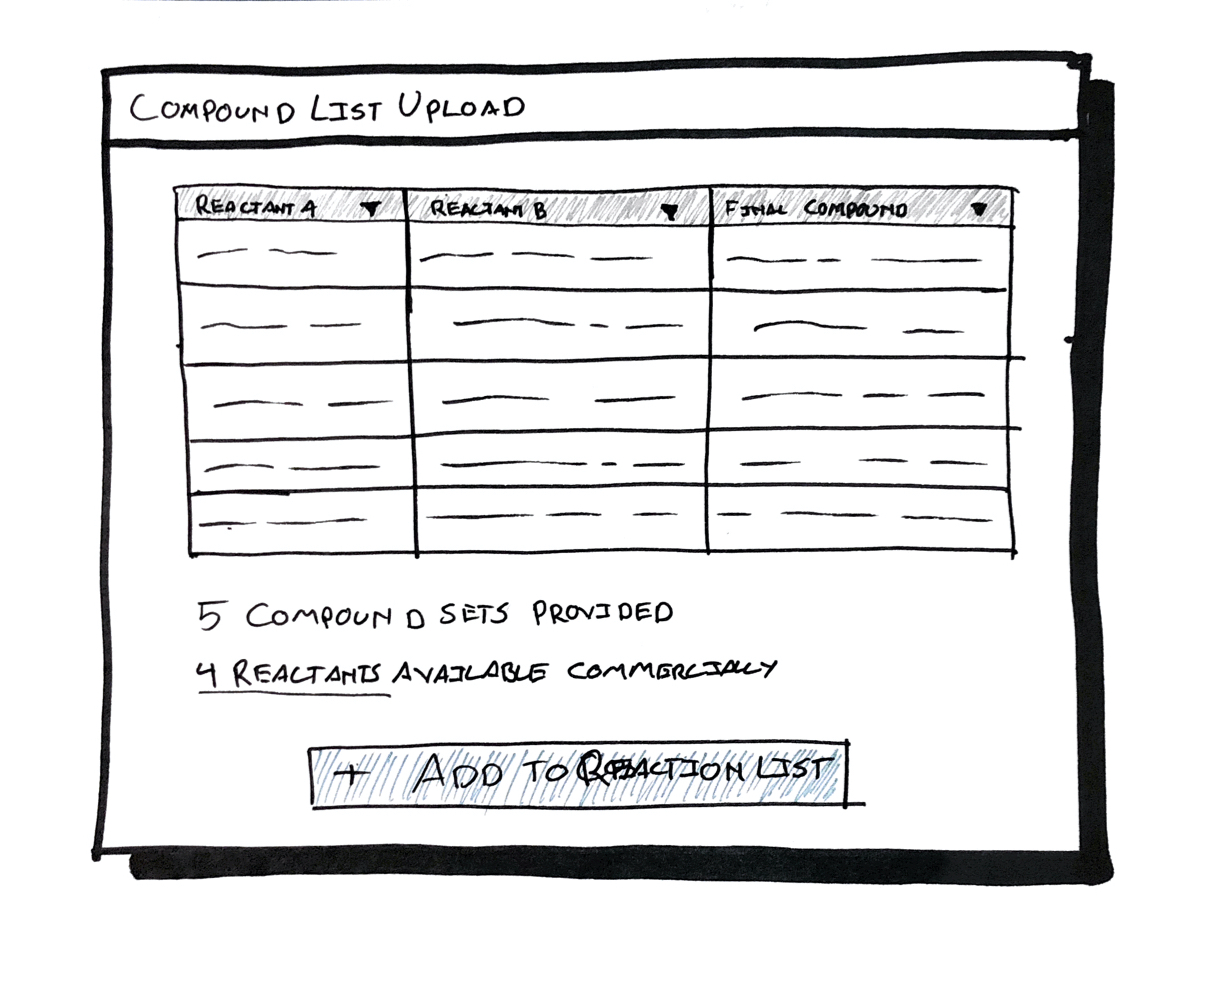 COMPOUND LIST UPLOAD
REACTANT A ▼ REACTANT B ▼ FINAL COMPOUND ▼
5 COMPOUND SETS PROVIDED
4 REACTANTS AVAILABLE COMMERCIALLY
+ ADD TO REACTION LIST